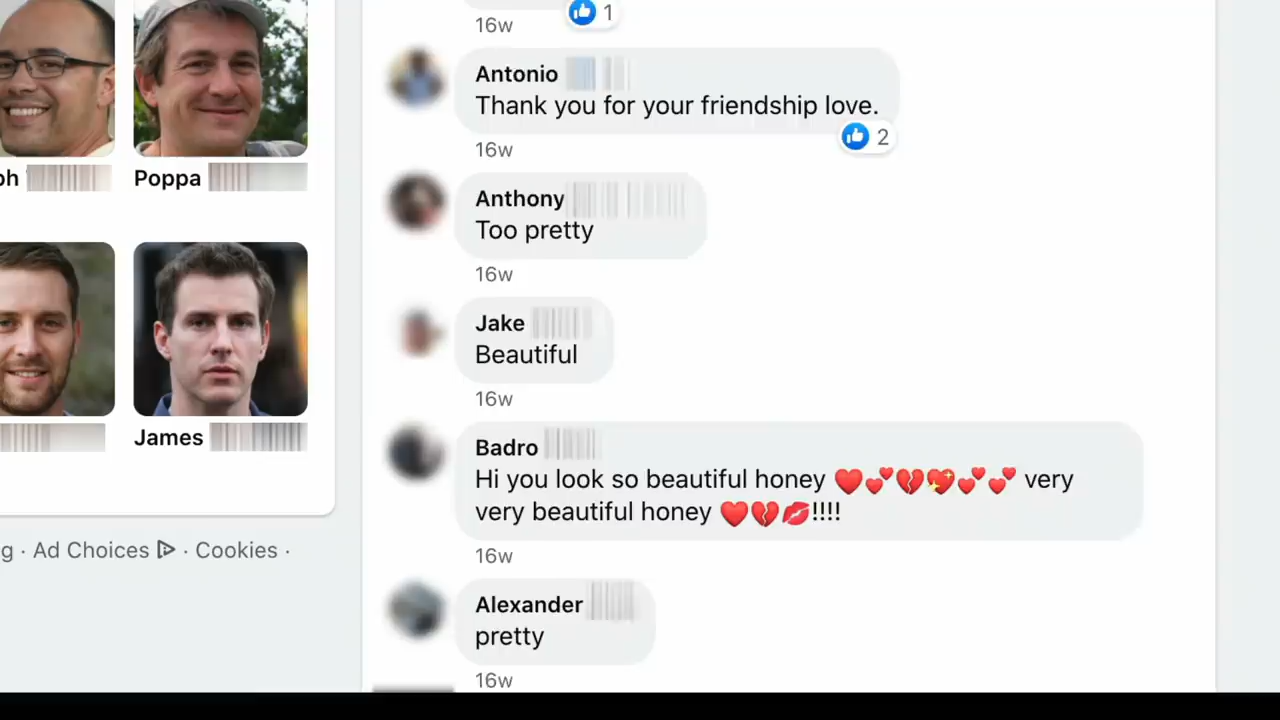 1
16w
Antonio
Thank you for your friendship love.
2
16w
Anthony
Too pretty
16w
Jake
Beautiful
16w
Badro
Hi you look so beautiful honey ❤️💕💔💖💕💕 very
very beautiful honey ❤️💔💋!!!!
16w
Alexander
pretty
16w
ph
Poppa
James
g · Ad Choices · Cookies ·